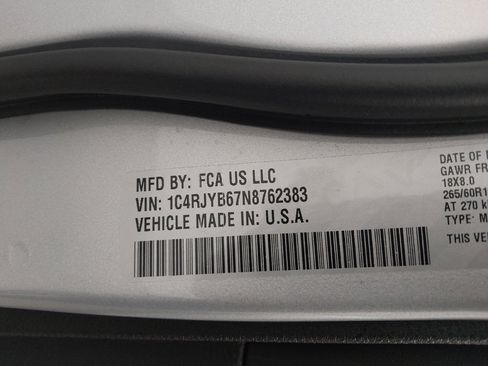 MFD BY: FCA US LLC
VIN: 1C4RJYB67N8762383
VEHICLE MADE IN: U.S.A.
DATE OF
GAWR FR
18X8.0
265/60R1
AT 270 k
TYPE: M
THIS VE